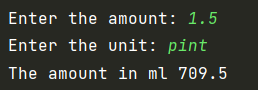 Enter the amount: 1.5
Enter the unit: pint
The amount in ml 709.5